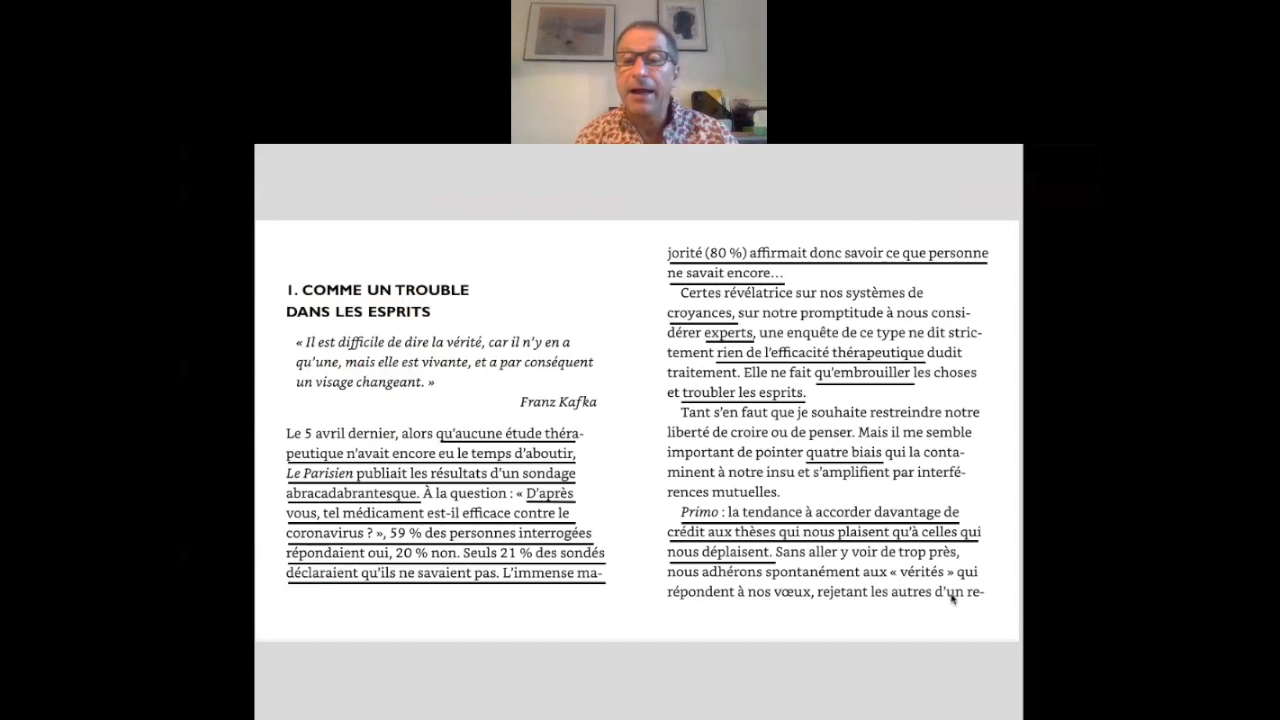 1. COMME UN TROUBLE
DANS LES ESPRITS
« Il est difficile de dire la vérité, car il n’y en a
qu’une, mais elle est vivante, et a par conséquent
un visage changeant. »
Franz Kafka
Le 5 avril dernier, alors qu’aucune étude théra-
peutique n’avait encore eu le temps d’aboutir,
Le Parisien publiait les résultats d’un sondage
abracadabrantesque. À la question : « D’après
vous, tel médicament est-il efficace contre le
coronavirus ? », 59 % des personnes interrogées
répondaient oui, 20 % non. Seuls 21 % des sondés
déclaraient qu’ils ne savaient pas. L’immense ma-
jorité (80 %) affirmait donc savoir ce que personne
ne savait encore…
Certes révélatrice sur nos systèmes de
croyances, sur notre promptitude à nous consi-
dérer experts, une enquête de ce type ne dit stric-
tement rien de l’efficacité thérapeutique dudit
traitement. Elle ne fait qu’embrouiller les choses
et troubler les esprits.
Tant s’en faut que je souhaite restreindre notre
liberté de croire ou de penser. Mais il me semble
important de pointer quatre biais qui la conta-
minent à notre insu et s’amplifient par interfé-
rences mutuelles.
Primo : la tendance à accorder davantage de
crédit aux thèses qui nous plaisent qu’à celles qui
nous déplaisent. Sans aller y voir de trop près,
nous adhérons spontanément aux « vérités » qui
répondent à nos vœux, rejetant les autres d’un re-